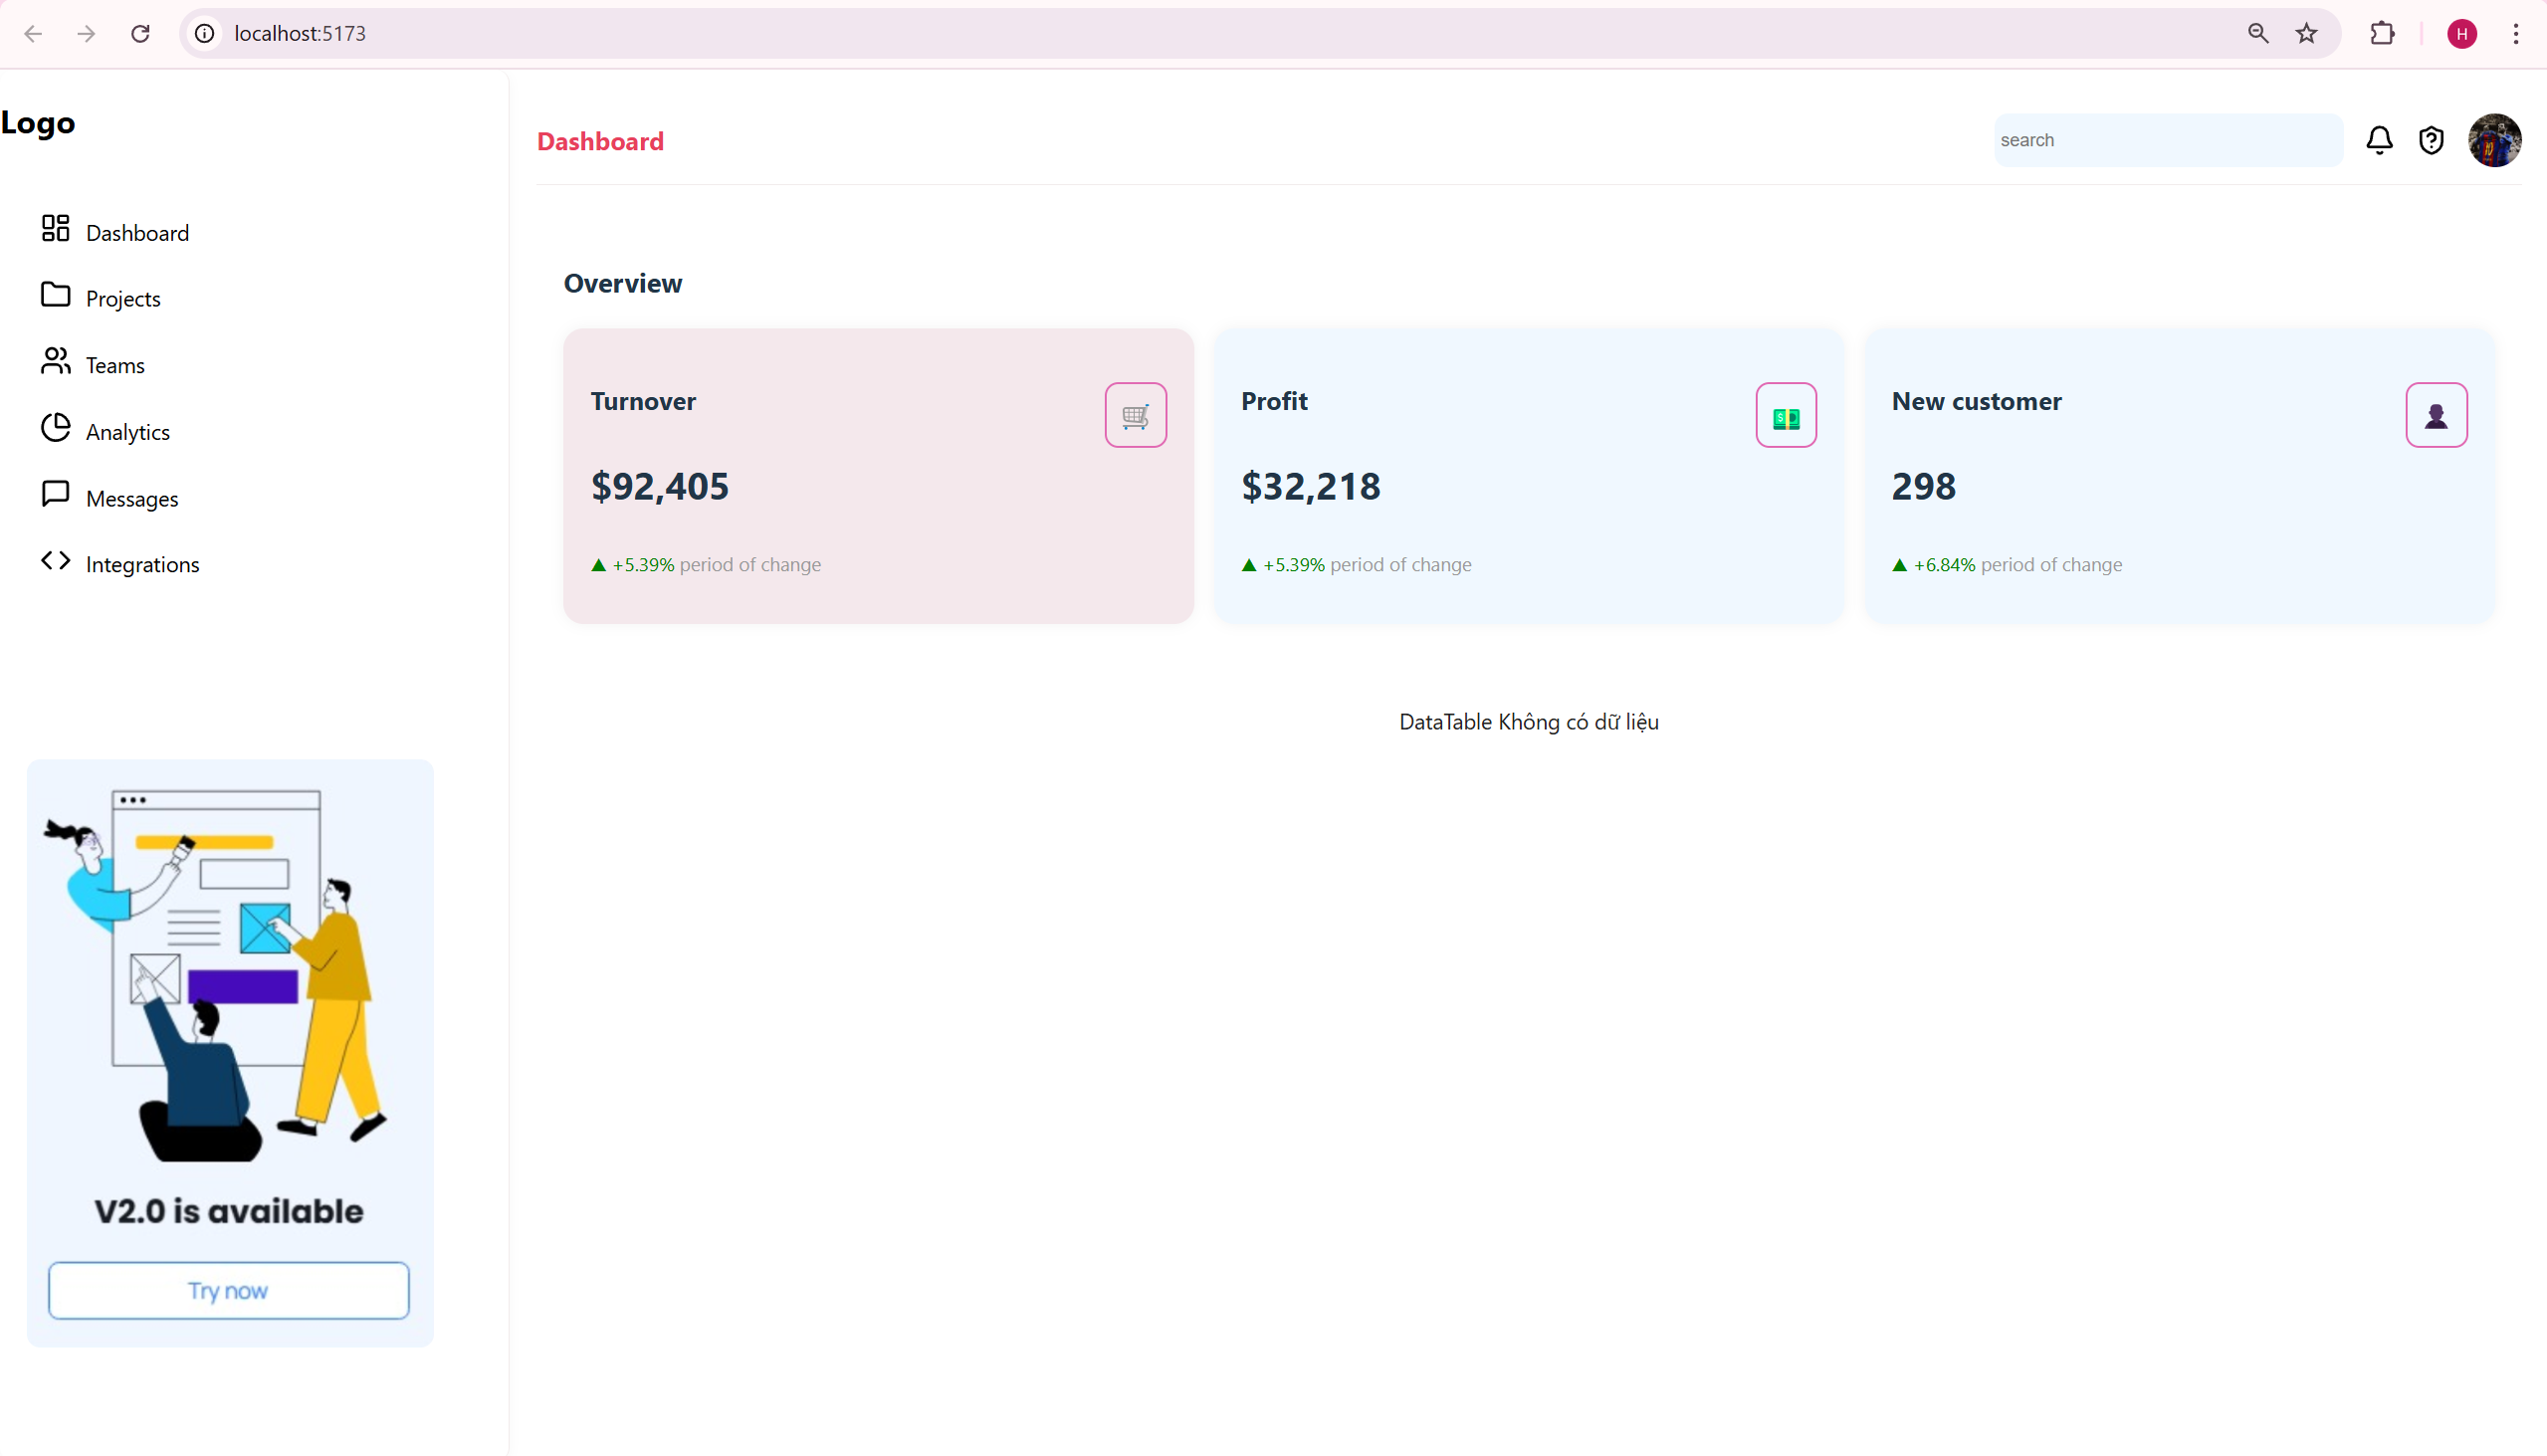 localhost:5173
H
Logo
Dashboard
Projects
Teams
Analytics
Messages
Integrations
V2.0 is available
Try now
Dashboard
search
10
Overview
Turnover
$92,405
▲ +5.39% period of change
Profit
$32,218
▲ +5.39% period of change
New customer
298
▲ +6.84% period of change
DataTable Không có dữ liệu